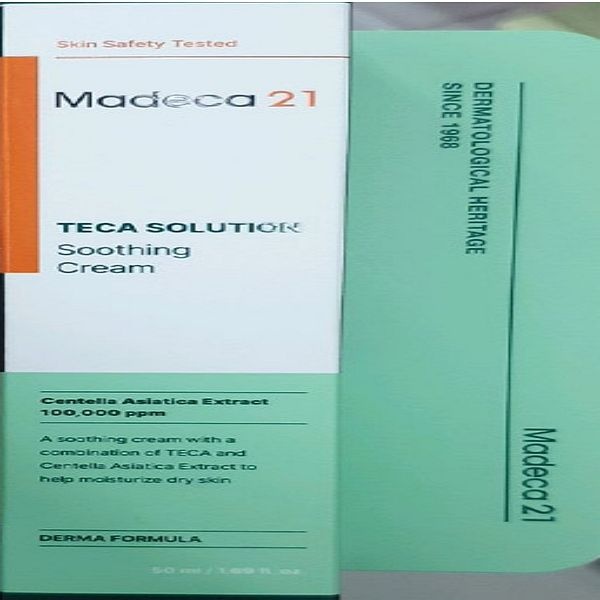 Skin Safety Tested
Madeca 21
TECA SOLUTION
Soothing
Cream
Centella Asiatica Extract
100,000 ppm
A soothing cream with a
combination of TECA and
Centella Asiatica Extract to
help moisturize dry skin
DERMA FORMULA
50 ml / 1.69 fl. oz
DERMATOLOGICAL HERITAGE
SINCE 1968
Madeca 21